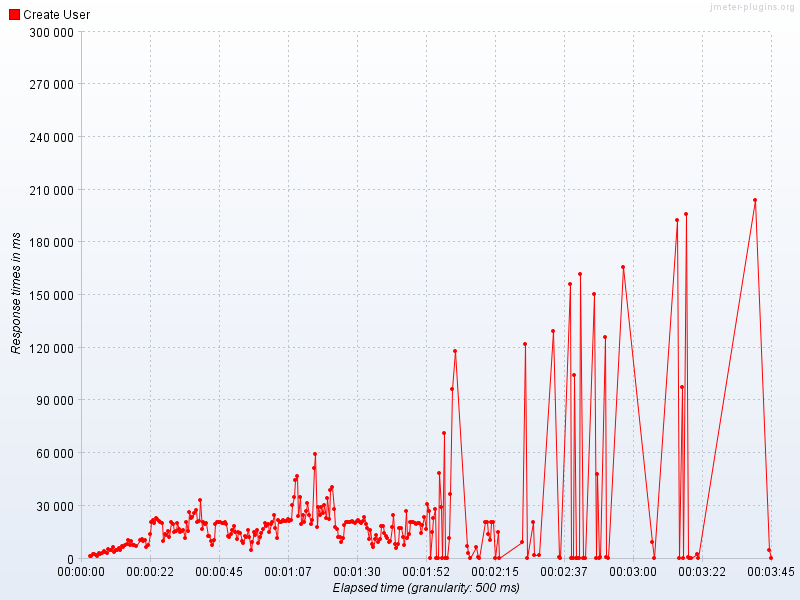 jmeter-plugins.org
Create User
300 000
270 000
240 000
210 000
180 000
150 000
120 000
90 000
60 000
30 000
0
Response times in ms
00:00:00 00:00:22 00:00:45 00:01:07 00:01:30 00:01:52 00:02:15 00:02:37 00:03:00 00:03:22 00:03:45
Elapsed time (granularity: 500 ms)